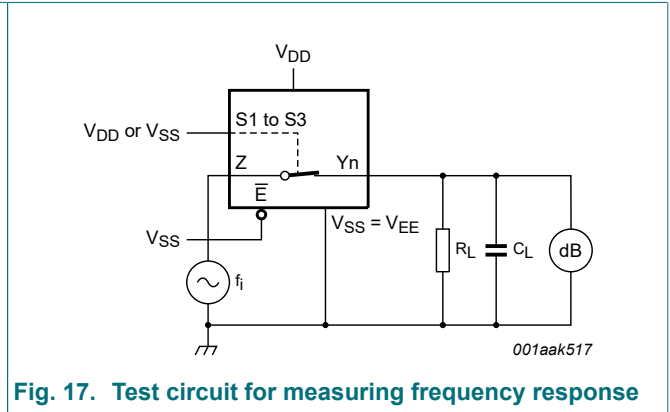 VDD
S1 to S3
VDD or VSS
Z
Yn
E̅
VSS = VEE
VSS
RL
CL
dB
fi
001aak517
Fig. 17. Test circuit for measuring frequency response